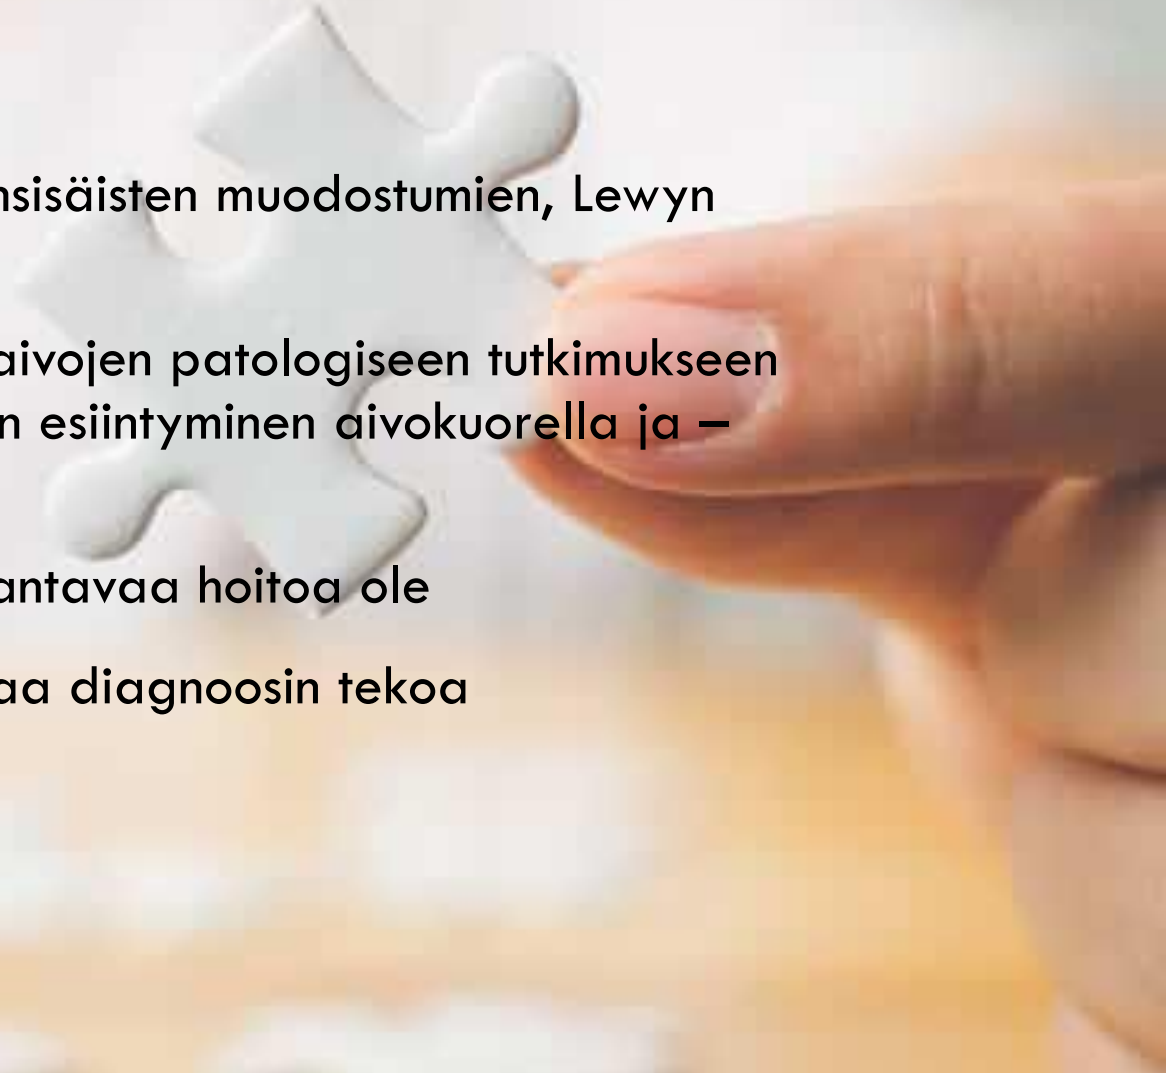 nsisäisten muodostumien, Lewyn
aivojen patologiseen tutkimukseen
n esiintyminen aivokuorella ja –
antavaa hoitoa ole
aa diagnoosin tekoa